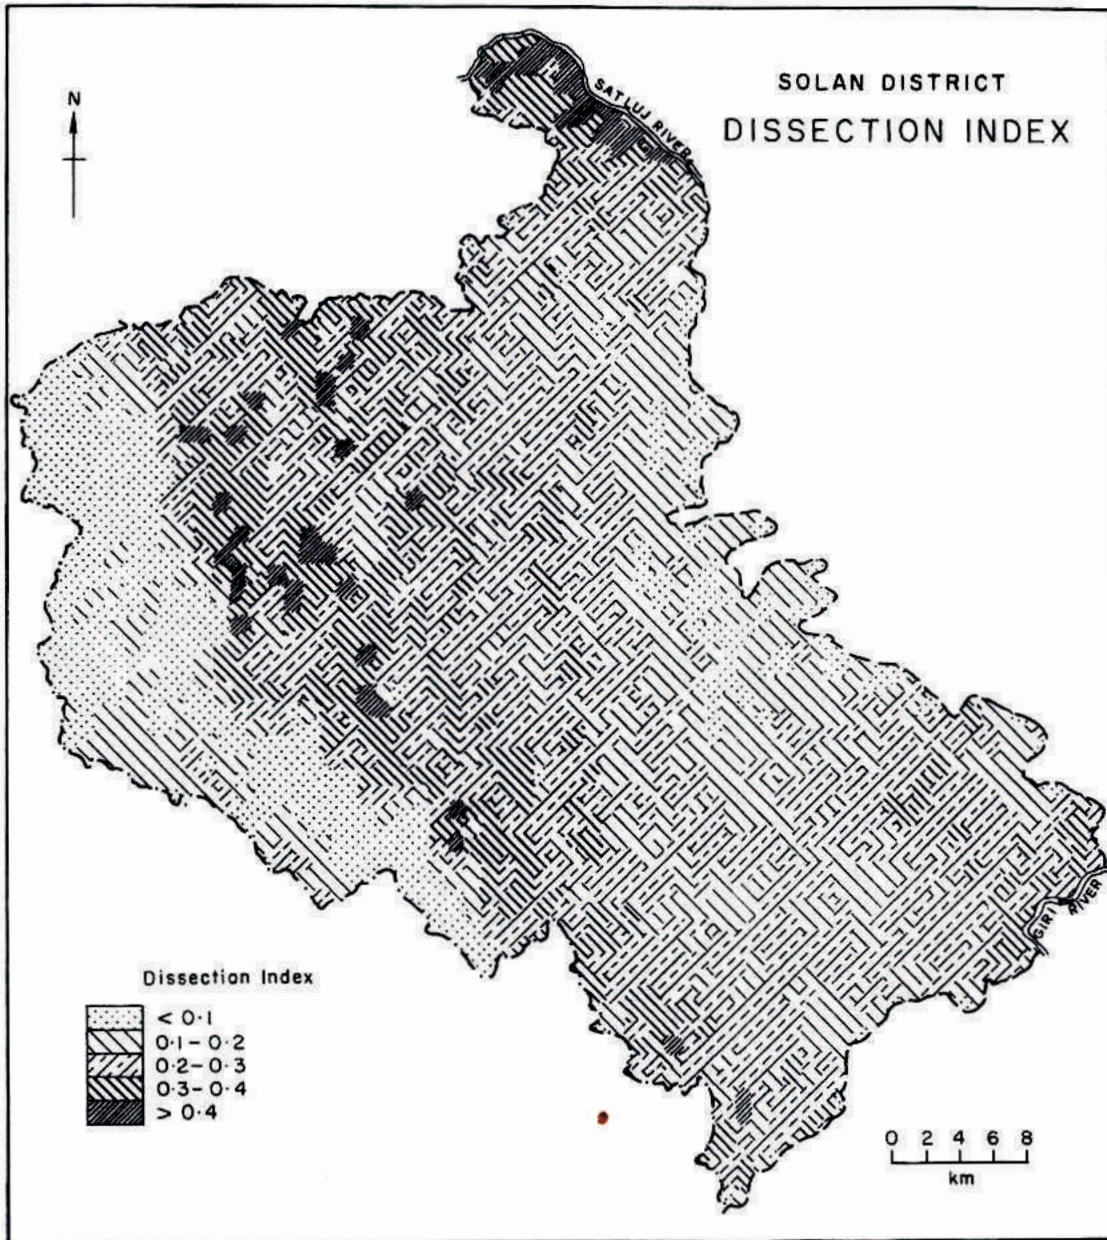 SOLAN DISTRICT
DISSECTION INDEX
N
SATLUJ RIVER
GIRI RIVER
Dissection Index
< 0·1
0·1-0·2
0·2-0·3
0·3-0·4
> 0·4
0 2 4 6 8
km